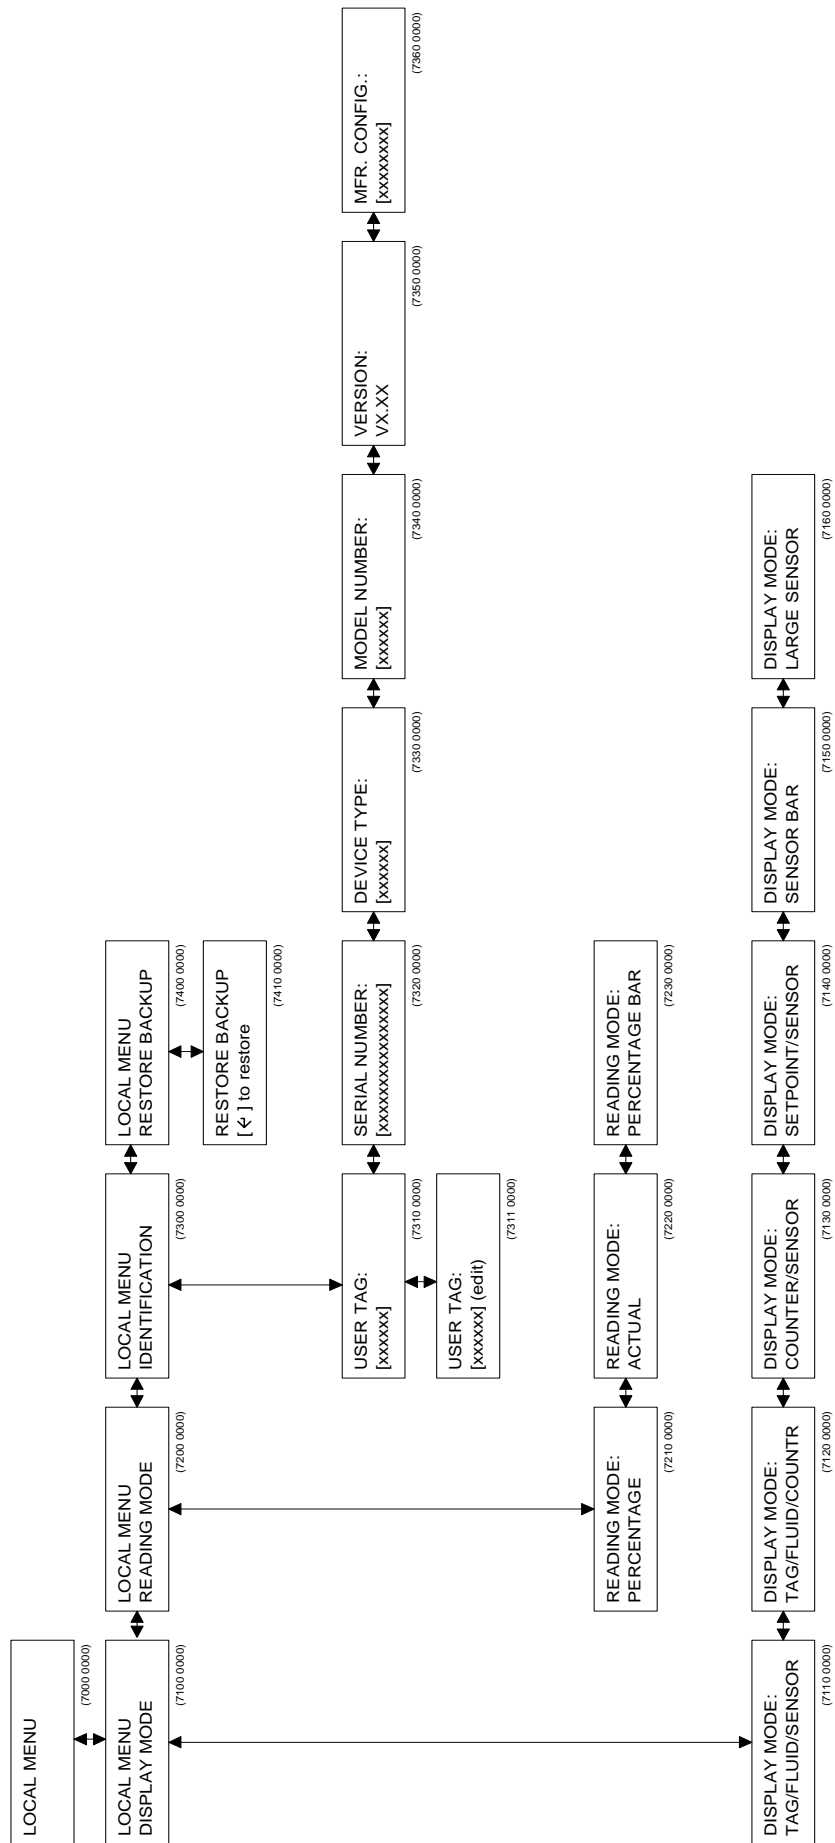 LOCAL MENU
(7000 0000)
LOCAL MENU
DISPLAY MODE
(7100 0000)
LOCAL MENU
READING MODE
(7200 0000)
LOCAL MENU
IDENTIFICATION
(7300 0000)
LOCAL MENU
RESTORE BACKUP
(7400 0000)
RESTORE BACKUP
[↵] to restore
(7410 0000)
USER TAG:
[xxxxxx]
(7310 0000)
SERIAL NUMBER:
[xxxxxxxxxxxxxxxxxx]
(7320 0000)
DEVICE TYPE:
[xxxxxx]
(7330 0000)
MODEL NUMBER:
[xxxxxx]
(7340 0000)
VERSION:
VX.XX
(7350 0000)
MFR. CONFIG.:
[xxxxxxxx]
(7360 0000)
USER TAG:
[xxxxxx] (edit)
(7311 0000)
READING MODE:
PERCENTAGE
(7210 0000)
READING MODE:
ACTUAL
(7220 0000)
READING MODE:
PERCENTAGE BAR
(7230 0000)
DISPLAY MODE:
TAG/FLUID/SENSOR
(7110 0000)
DISPLAY MODE:
TAG/FLUID/COUNTR
(7120 0000)
DISPLAY MODE:
COUNTER/SENSOR
(7130 0000)
DISPLAY MODE:
SETPOINT/SENSOR
(7140 0000)
DISPLAY MODE:
SENSOR BAR
(7150 0000)
DISPLAY MODE:
LARGE SENSOR
(7160 0000)